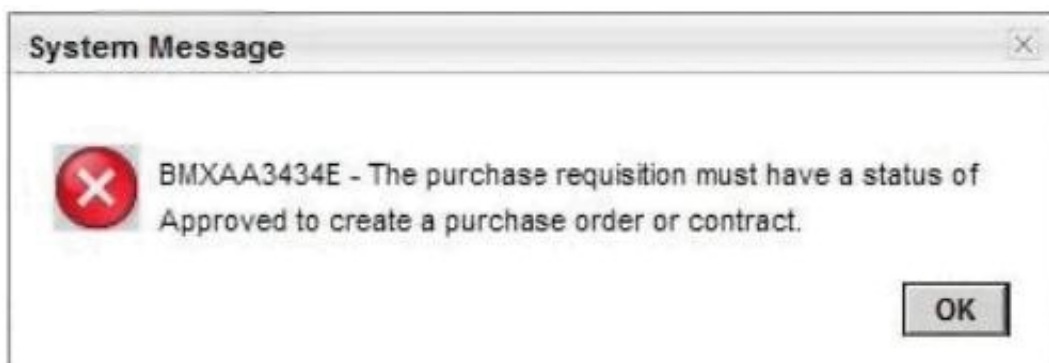 System Message
BMXAA3434E - The purchase requisition must have a status of
Approved to create a purchase order or contract.
OK